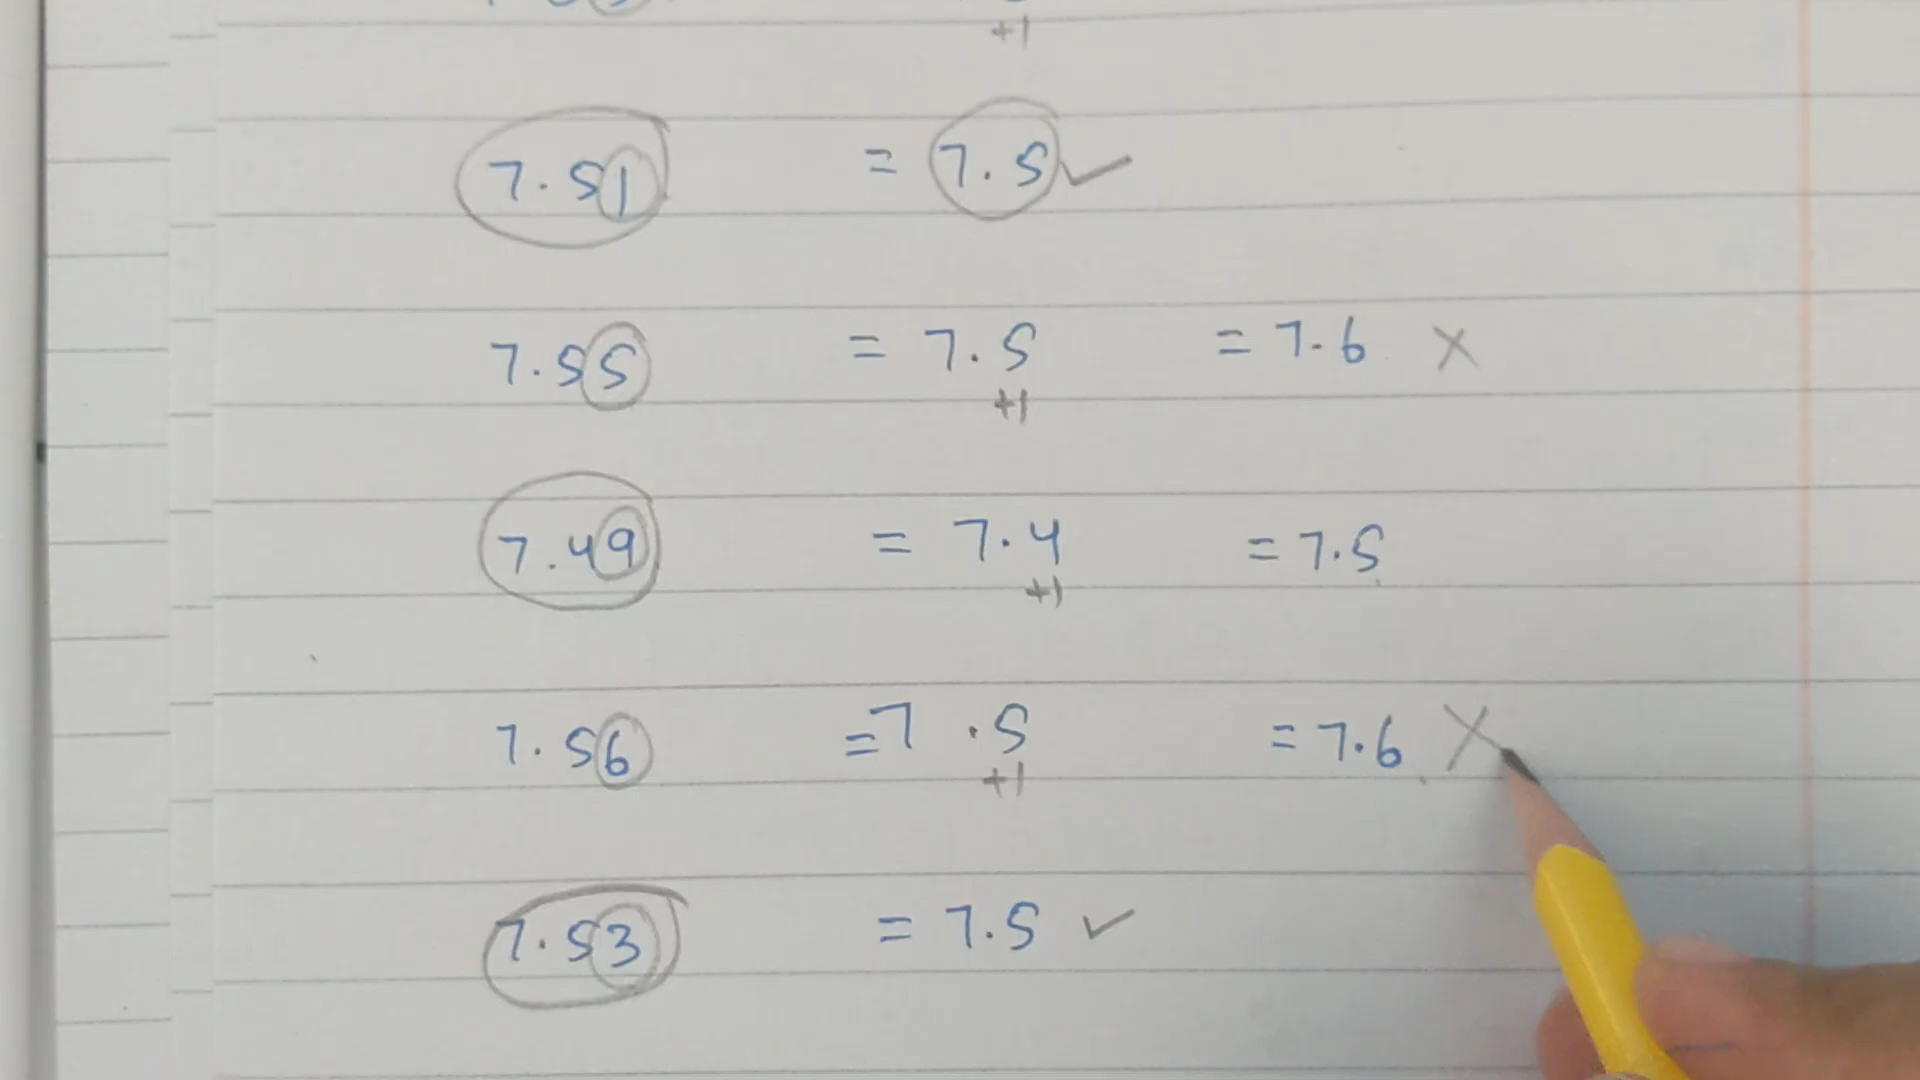 +1
7.51 = 7.5 ✓
7.55 = 7.5 = 7.6 ×
+1
7.49 = 7.4 = 7.5
+1
7.56 = 7.5 = 7.6 ×
+1
7.53 = 7.5 ✓